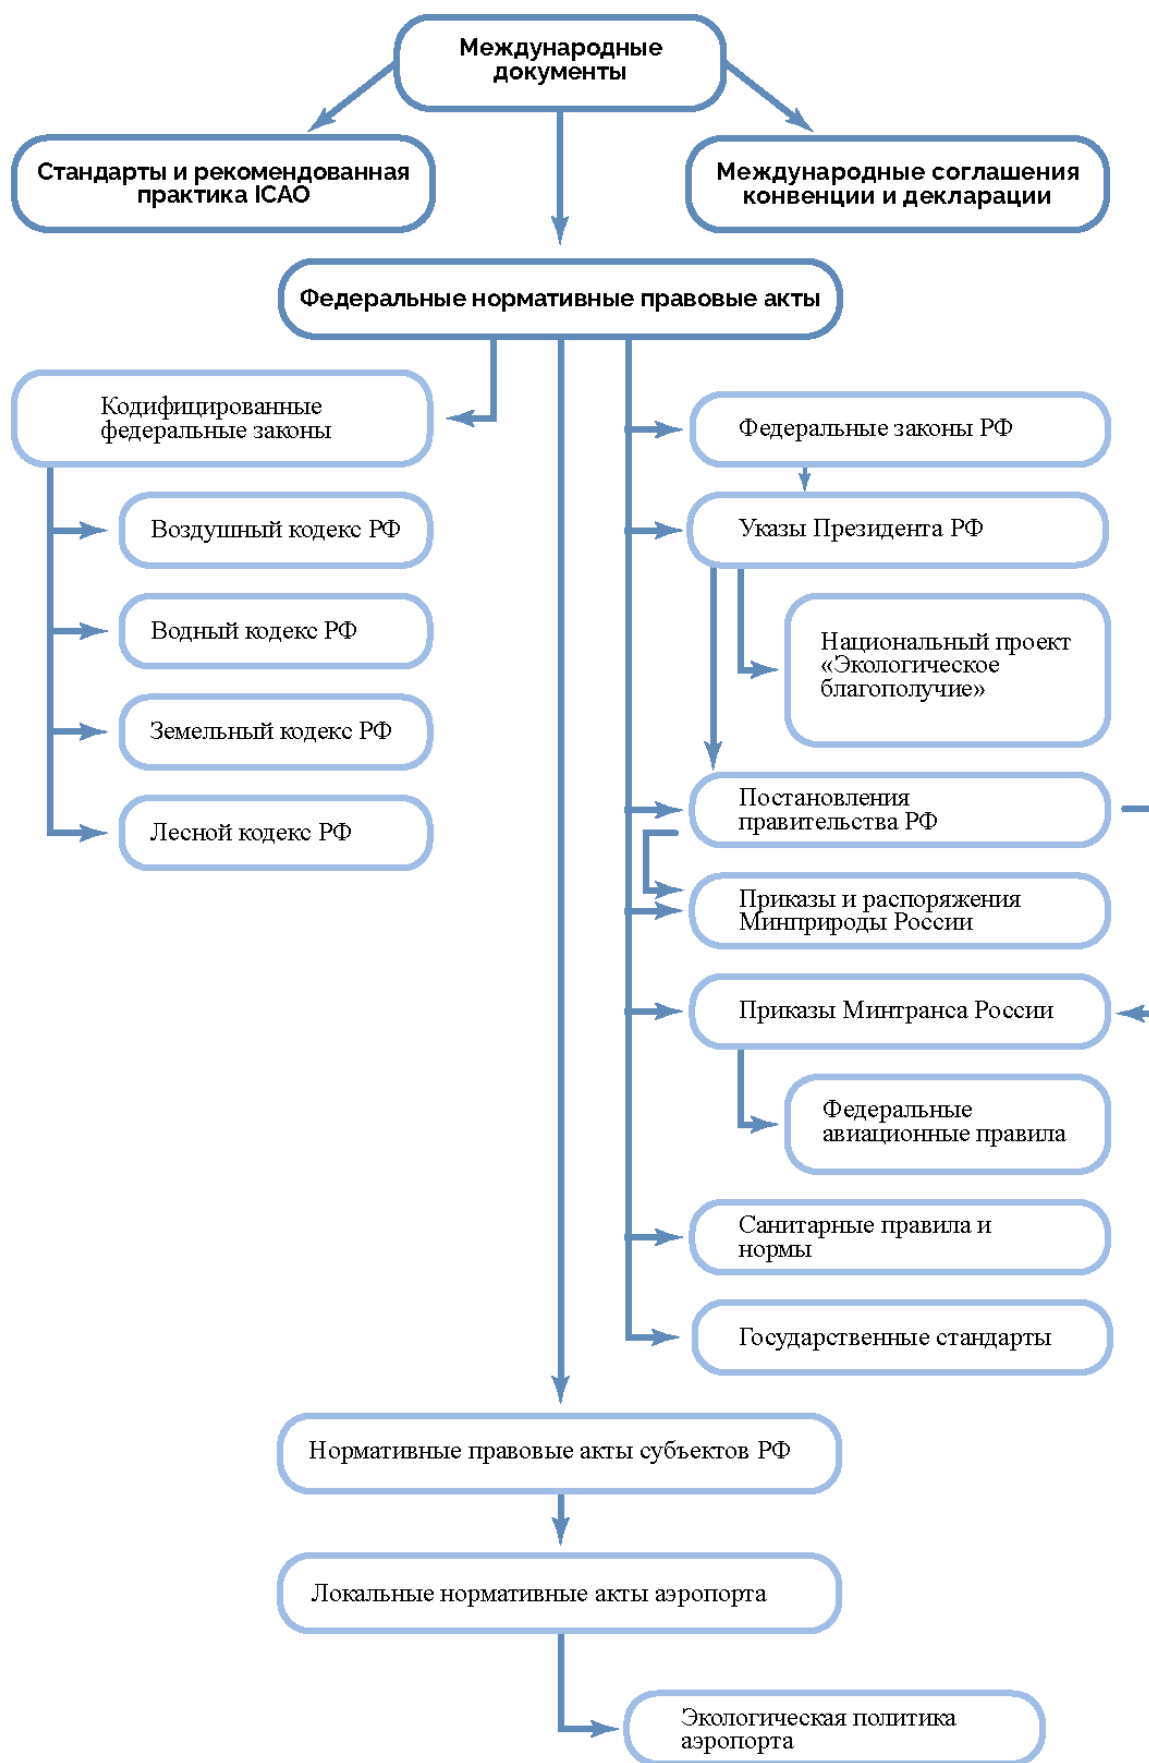 Международные
документы
Стандарты и рекомендованная
практика ICAO
Международные соглашения
конвенции и декларации
Федеральные нормативные правовые акты
Кодифицированные
федеральные законы
Воздушный кодекс РФ
Водный кодекс РФ
Земельный кодекс РФ
Лесной кодекс РФ
Федеральные законы РФ
Указы Президента РФ
Национальный проект
«Экологическое
благополучие»
Постановления
правительства РФ
Приказы и распоряжения
Минприроды России
Приказы Минтранса России
Федеральные
авиационные правила
Санитарные правила и
нормы
Государственные стандарты
Нормативные правовые акты субъектов РФ
Локальные нормативные акты аэропорта
Экологическая политика
аэропорта